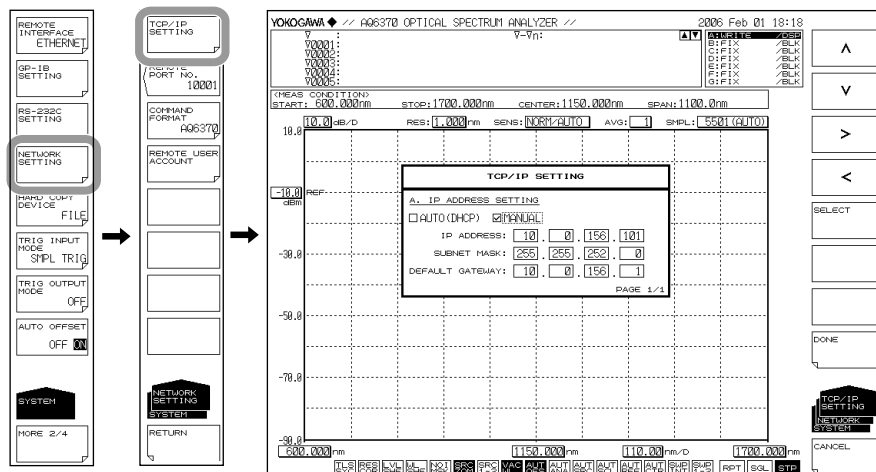 REMOTE
INTERFACE
ETHERNET
GP-IB
SETTING
RS-232C
SETTING
NETWORK
SETTING
HARD COPY
DEVICE
FILE
TRIG INPUT
MODE
SMPL TRIG
TRIG OUTPUT
MODE
OFF
AUTO OFFSET
OFF ON
SYSTEM
MORE 2/4
TCP/IP
SETTING
REMOTE
PORT NO.
10001
COMMAND
FORMAT
AQ6370
REMOTE USER
ACCOUNT
NETWORK
SETTING
SYSTEM
RETURN
YOKOGAWA ◆ // AQ6370 OPTICAL SPECTRUM ANALYZER // 2006 Feb 01 18:18
∇: ∇-∇n:
∇0001:
∇0002:
∇0003:
∇0004:
∇0005:
A:WRITE /DSP
B:FIX /BLK
C:FIX /BLK
D:FIX /BLK
E:FIX /BLK
F:FIX /BLK
G:FIX /BLK
<MEAS CONDITION>
START: 600.000nm STOP:1700.000nm CENTER:1150.000nm SPAN:1100.0nm
10.0 dB/D RES: 1.000 nm SENS: NORM/AUTO AVG: 1 SMPL: 5501(AUTO)
10.0
-10.0 REF
dBm
-30.0
-50.0
-70.0
-90.0
TCP/IP SETTING
A. IP ADDRESS SETTING
☐AUTO(DHCP) ☑MANUAL
IP ADDRESS: 10 . 0 . 156 . 101
SUBNET MASK: 255 . 255 . 252 . 0
DEFAULT GATEWAY: 10 . 0 . 156 . 1
PAGE 1/1
600.000 nm 1150.000 nm 110.00 nm/D 1700.000 nm
RPT SGL STP
SELECT
DONE
TCP/IP
SETTING
NETWORK
SYSTEM
CANCEL